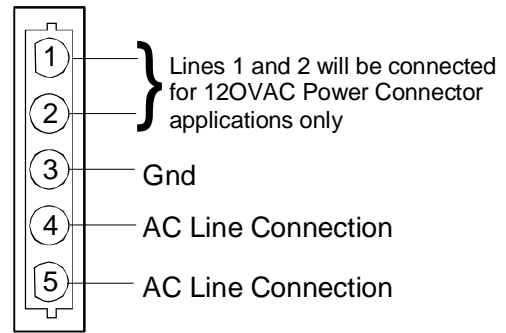 1
2
Lines 1 and 2 will be connected
for 12OVAC Power Connector
applications only
3
Gnd
4
AC Line Connection
5
AC Line Connection